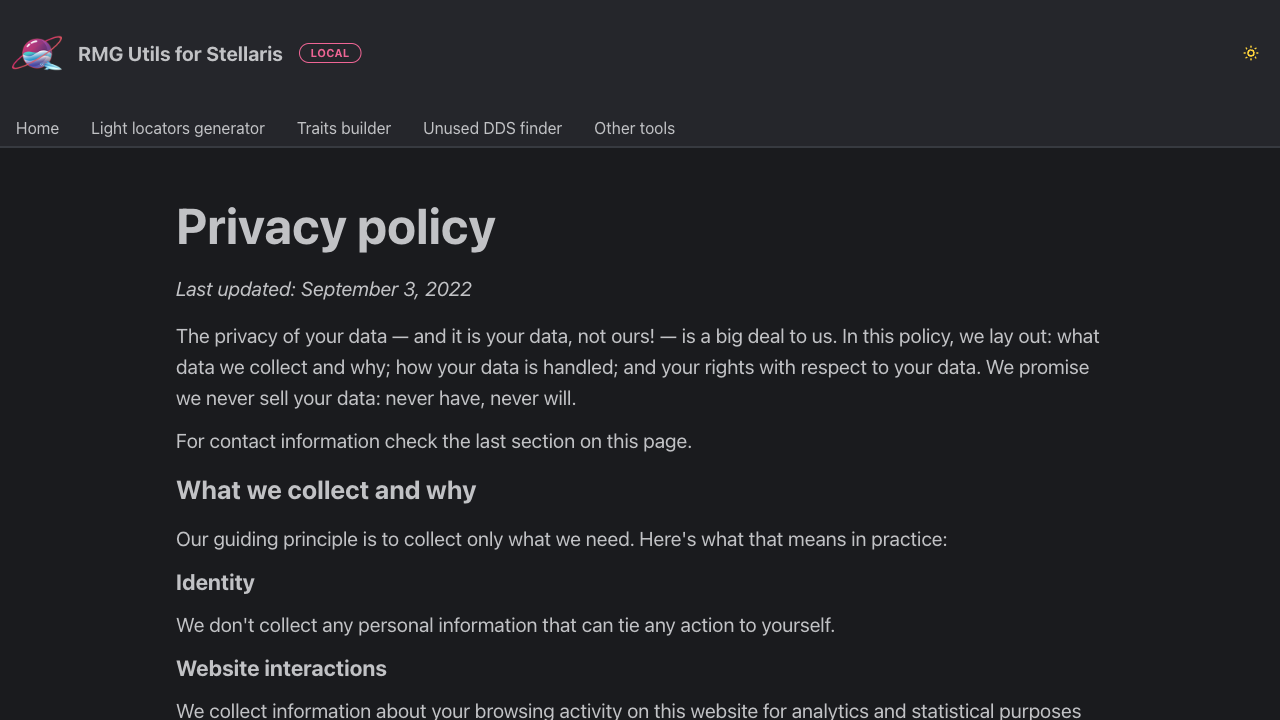 RMG Utils for Stellaris
LOCAL
Home
Light locators generator
Traits builder
Unused DDS finder
Other tools
Privacy policy
Last updated: September 3, 2022
The privacy of your data — and it is your data, not ours! — is a big deal to us. In this policy, we lay out: what
data we collect and why; how your data is handled; and your rights with respect to your data. We promise
we never sell your data: never have, never will.
For contact information check the last section on this page.
What we collect and why
Our guiding principle is to collect only what we need. Here's what that means in practice:
Identity
We don't collect any personal information that can tie any action to yourself.
Website interactions
We collect information about your browsing activity on this website for analytics and statistical purposes